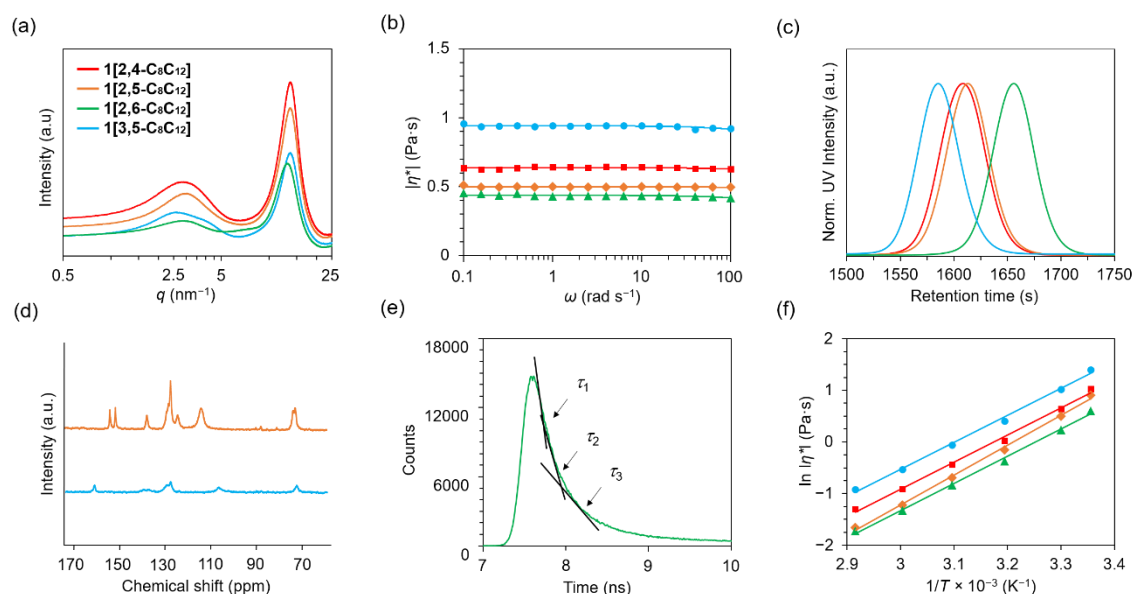 (a)
Intensity (a.u)
1[2,4-C₈C₁₂]
1[2,5-C₈C₁₂]
1[2,6-C₈C₁₂]
1[3,5-C₈C₁₂]
0.5 2.5 5 25
q (nm⁻¹)
(b)
|η*| (Pa·s)
1.5
1
0.5
0
0.1 1 10 100
ω (rad s⁻¹)
(c)
Norm. UV Intensity (a.u.)
1500 1550 1600 1650 1700 1750
Retention time (s)
(d)
Intensity (a.u.)
170 150 130 110 90 70
Chemical shift (ppm)
(e)
Counts
18000
12000
6000
0
τ₁
τ₂
τ₃
7 8 9 10
Time (ns)
(f)
ln |η*| (Pa·s)
2
1
0
−1
−2
2.9 3 3.1 3.2 3.3 3.4
1/T × 10⁻³ (K⁻¹)